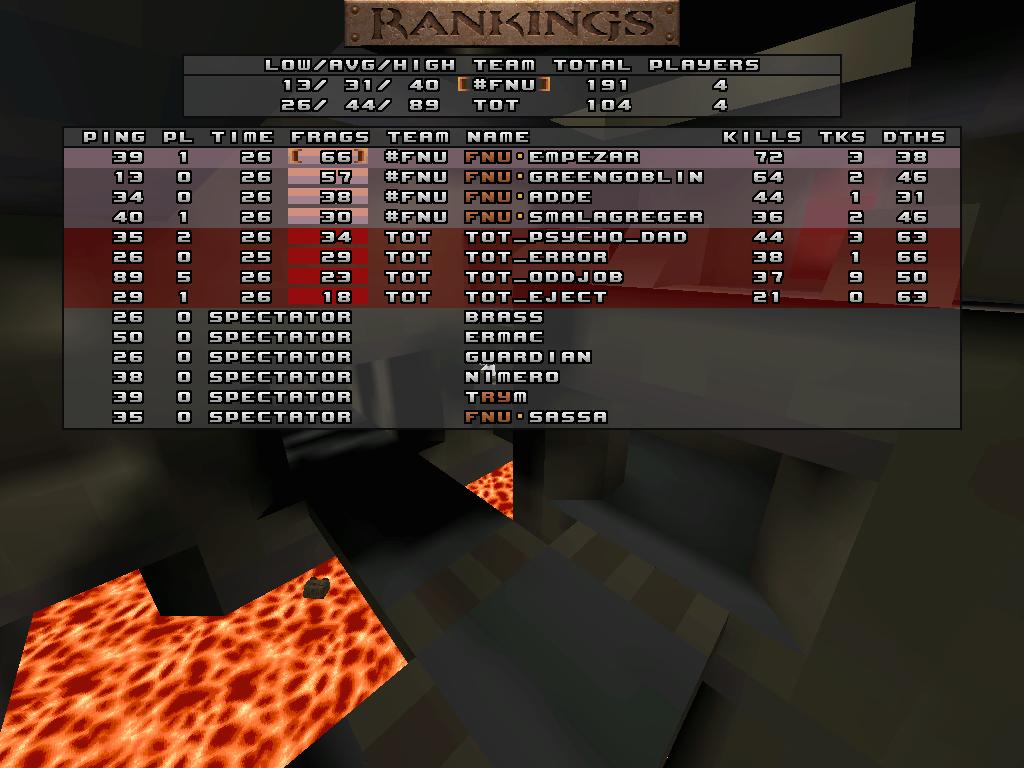 RANKINGS
LOW/AVG/HIGH TEAM TOTAL PLAYERS
13/ 31/ 40 [#FNU] 191 4
26/ 44/ 89 TOT 104 4
PING PL TIME FRAGS TEAM NAME KILLS TKS DTHS
39 1 26 [ 66] #FNU FNU·EMPEZAR 72 3 38
13 0 26 57 #FNU FNU·GREENGOBLIN 64 2 46
34 0 26 38 #FNU FNU·ADDE 44 1 31
40 1 26 30 #FNU FNU·SMALAGREGER 36 2 46
35 2 26 34 TOT TOT_PSYCHO_DAD 44 3 63
26 0 25 29 TOT TOT_ERROR 38 1 66
89 5 26 23 TOT TOT_ODDJOB 37 9 50
29 1 26 18 TOT TOT_EJECT 21 0 63
26 0 SPECTATOR BRASS
50 0 SPECTATOR ERMAC
26 0 SPECTATOR GUARDIAN
38 0 SPECTATOR NIMERO
39 0 SPECTATOR TRYM
35 0 SPECTATOR FNU·SASSA